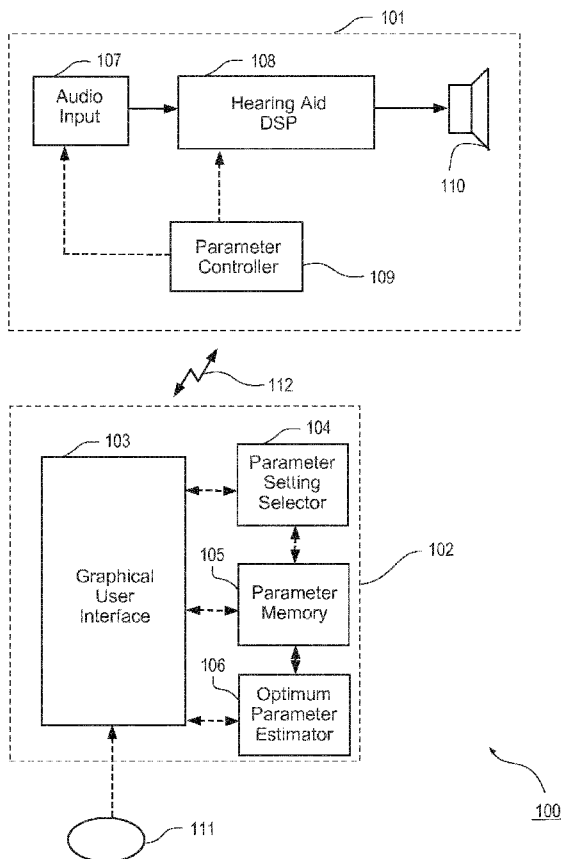 101
107
Audio
Input
108
Hearing Aid
DSP
110
Parameter
Controller
109
112
103
Graphical
User
Interface
104
Parameter
Setting
Selector
105
Parameter
Memory
102
106
Optimum
Parameter
Estimator
111
100